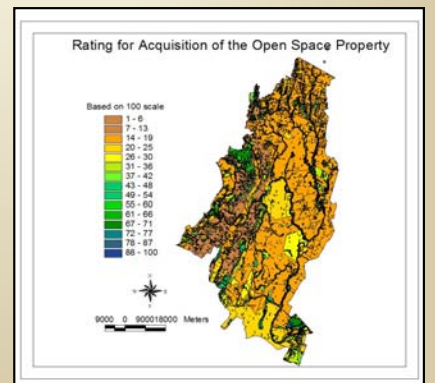 Rating for Acquisition of the Open Space Property
Based on 100 scale
1 - 6
7 - 13
14 - 19
20 - 25
26 - 30
31 - 36
37 - 42
43 - 48
49 - 54
55 - 60
61 - 66
67 - 71
72 - 77
78 - 87
88 - 100
9000 0 900018000 Meters